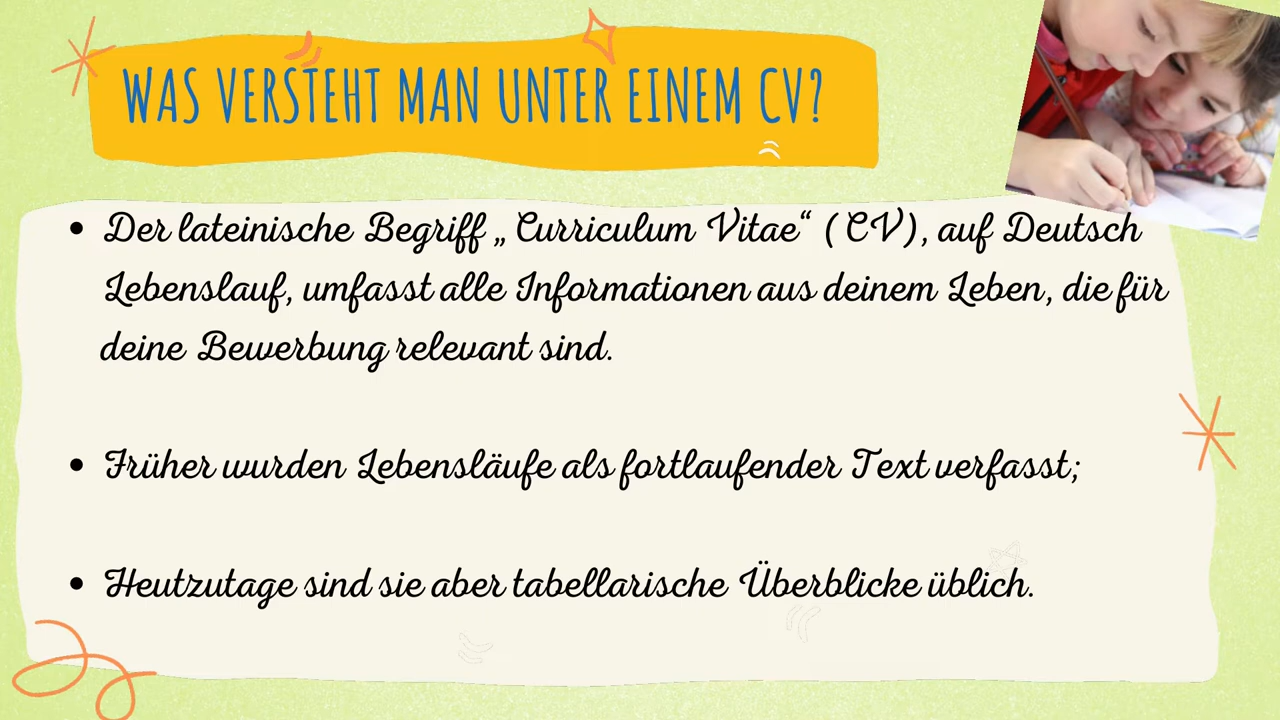 WAS VERSTEHT MAN UNTER EINEM CV?
• Der lateinische Begriff „Curriculum Vitae“ (CV), auf Deutsch
Lebenslauf, umfasst alle Informationen aus deinem Leben, die für
deine Bewerbung relevant sind.
• Früher wurden Lebensläufe als fortlaufender Text verfasst;
• Heutzutage sind sie aber tabellarische Überblicke üblich.